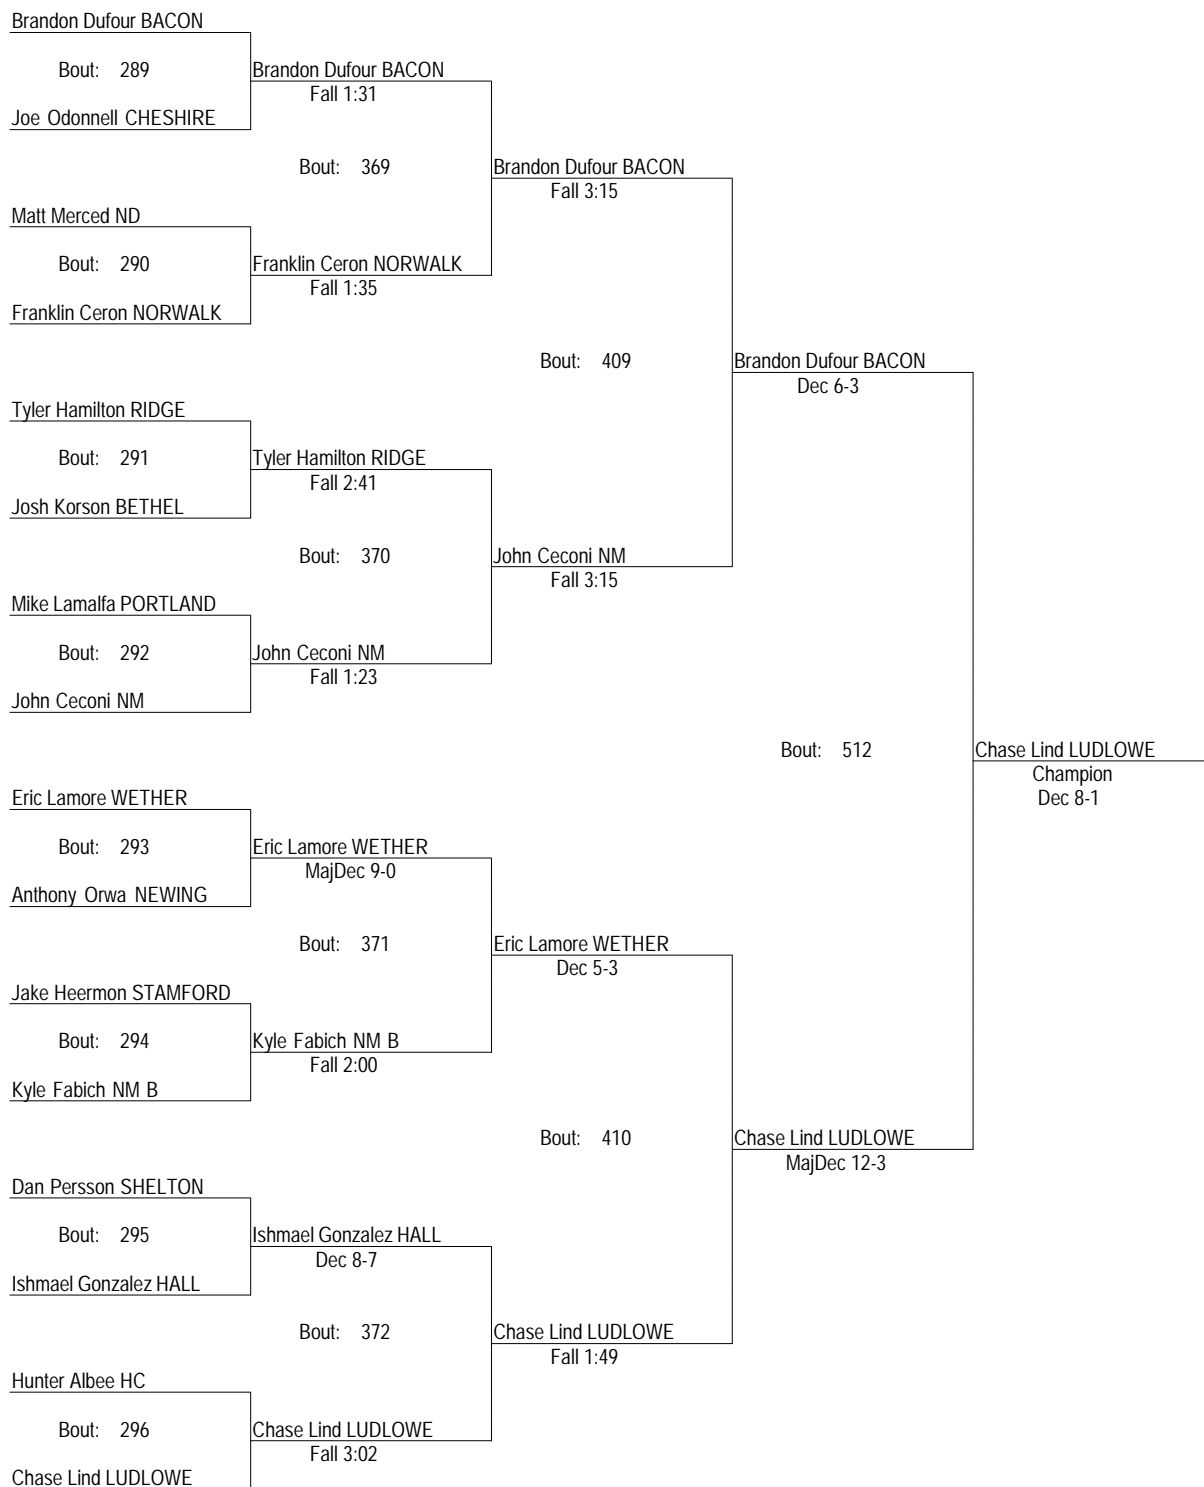 Brandon Dufour BACON
Bout: 289
Brandon Dufour BACON
Fall 1:31
Joe Odonnell CHESHIRE
Bout: 369
Brandon Dufour BACON
Fall 3:15
Matt Merced ND
Bout: 290
Franklin Ceron NORWALK
Fall 1:35
Franklin Ceron NORWALK
Bout: 409
Brandon Dufour BACON
Dec 6-3
Tyler Hamilton RIDGE
Bout: 291
Tyler Hamilton RIDGE
Fall 2:41
Josh Korson BETHEL
Bout: 370
John Ceconi NM
Fall 3:15
Mike Lamalfa PORTLAND
Bout: 292
John Ceconi NM
Fall 1:23
John Ceconi NM
Bout: 512
Chase Lind LUDLOWE
Champion
Dec 8-1
Eric Lamore WETHER
Bout: 293
Eric Lamore WETHER
MajDec 9-0
Anthony Orwa NEWING
Bout: 371
Eric Lamore WETHER
Dec 5-3
Jake Heermon STAMFORD
Bout: 294
Kyle Fabich NM B
Fall 2:00
Kyle Fabich NM B
Bout: 410
Chase Lind LUDLOWE
MajDec 12-3
Dan Persson SHELTON
Bout: 295
Ishmael Gonzalez HALL
Dec 8-7
Ishmael Gonzalez HALL
Bout: 372
Chase Lind LUDLOWE
Fall 1:49
Hunter Albee HC
Bout: 296
Chase Lind LUDLOWE
Fall 3:02
Chase Lind LUDLOWE